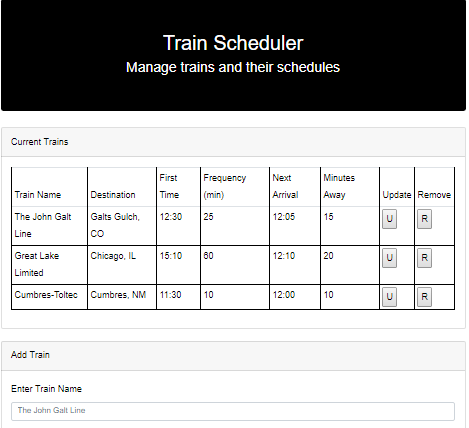 Train Scheduler
Manage trains and their schedules
Current Trains
Train Name Destination First Time Frequency (min) Next Arrival Minutes Away Update Remove
The John Galt Line Galts Gulch, CO 12:30 25 12:05 15 U R
Great Lake Limited Chicago, IL 15:10 60 12:10 20 U R
Cumbres-Toltec Cumbres, NM 11:30 10 12:00 10 U R
Add Train
Enter Train Name
The John Galt Line